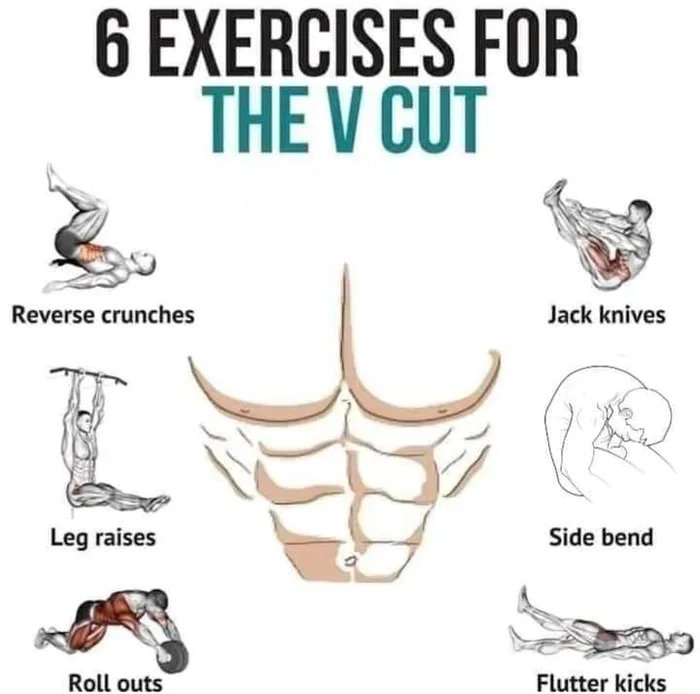 6 EXERCISES FOR
THE V CUT
Reverse crunches
Jack knives
Leg raises
Side bend
Roll outs
Flutter kicks